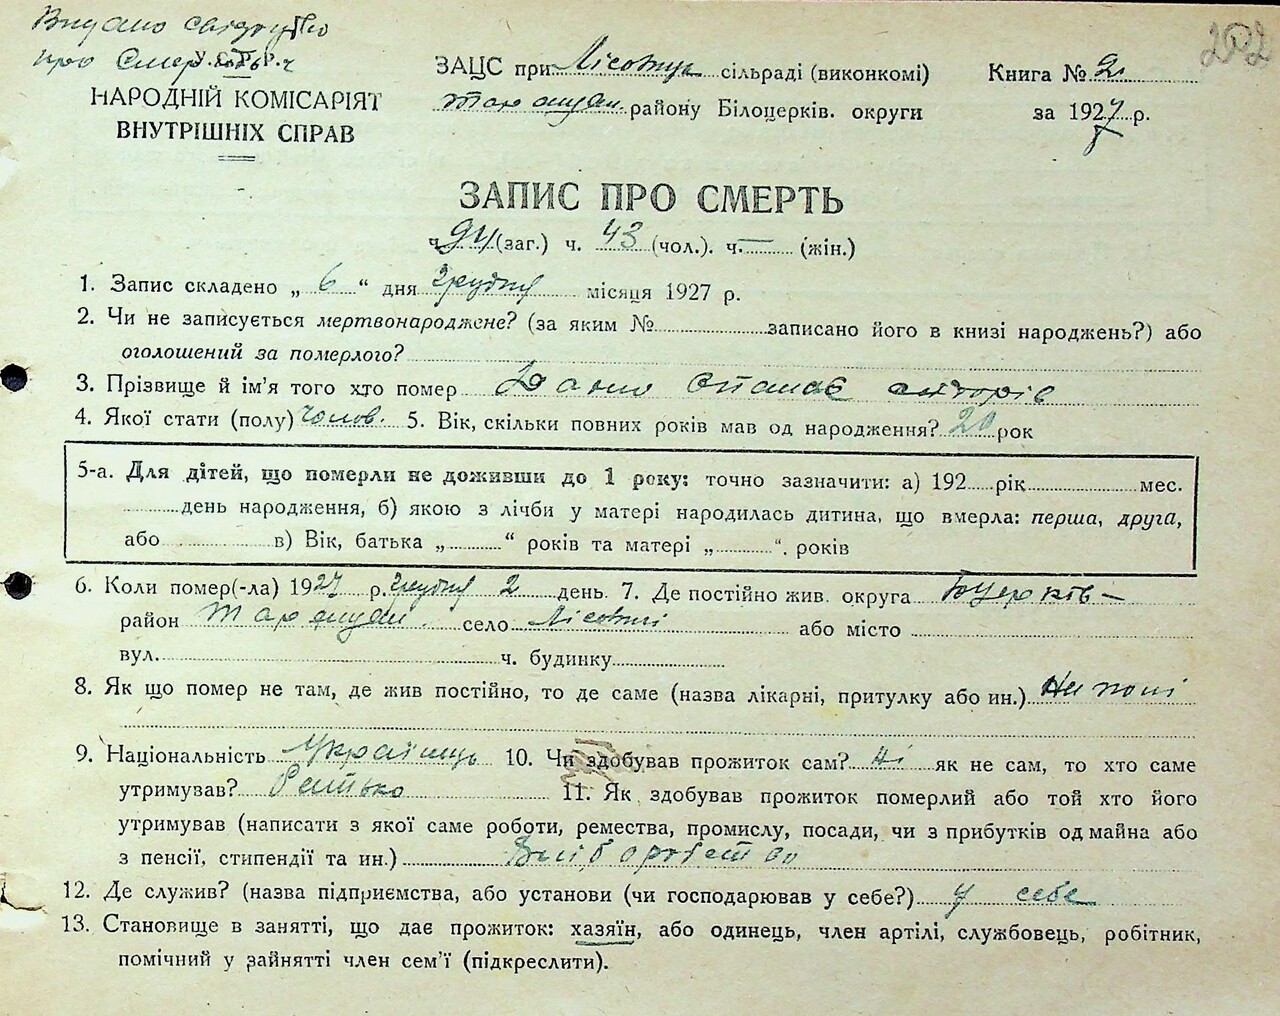 Видано свідоцтво
про Смерть ч
202
У.С.Р.Р.
НАРОДНІЙ КОМІСАРІЯТ
ВНУТРІШНІХ СПРАВ
ЗАЦС при сільраді (виконкомі)
район​у Білоцерків. округи
Книга № 2
за 1927 р.
ЗАПИС ПРО СМЕРТЬ
ч. 94 (заг.) ч. 43 (чол.). ч. — (жін.)
1. Запис складено „ 6 “ дня грудня місяця 1927 р.
2. Чи не записується мертвонароджене? (за яким № записано його в книзі народжень?) або
оголошений за померлого?
3. Прізвище й ім’я того хто помер
4. Якої стати (полу) чолов. 5. Вік, скільки повних років мав од народження? 20 рок
5-а. Для дітей, що померли не доживши до 1 року: точно зазначити: а) 192 рік мес.
день народження, б) якою з лічби у матері народилась дитина, що вмерла: перша, друга,
або в) Вік, батька „ “ років та матері „ “. років
6. Коли помер(-ла) 1927 р. грудня 2 день. 7. Де постійно жив. округа
район село або місто
вул. ч. будинку
8. Як що помер не там, де жив постійно, то де саме (назва лікарні, притулку або ин.)
9. Національність Українець 10. Чи здобував прожиток сам? Ні як не сам, то хто саме
утримував? 11. Як здобував прожиток померлий або той хто його
утримував (написати з якої саме роботи, ремества, промислу, посади, чи з прибутків од майна або
з пенсії, стипендії та ин.)
12. Де служив? (назва підприємства, або установи (чи господарював у себе?) у себе
13. Становище в занятті, що дає прожиток: хазяїн, або одинець, член артілі, службовець, робітник,
помічний у зайнятті член сем’ї (підкреслити).